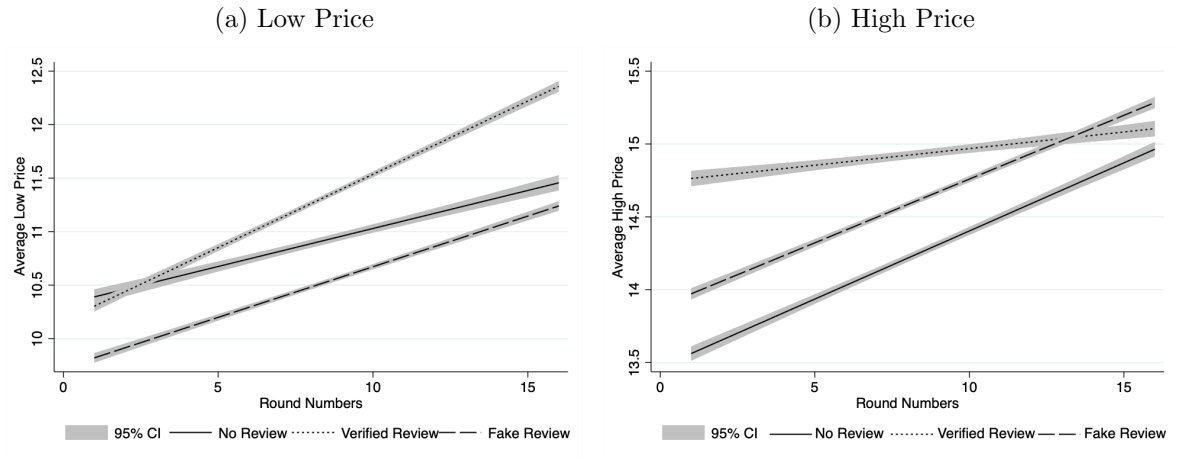 (a) Low Price
12.5
12
11.5
11
10.5
10
Average Low Price
0 5 10 15
Round Numbers
95% CI No Review Verified Review Fake Review
(b) High Price
15.5
15
14.5
14
13.5
Average High Price
0 5 10 15
Round Numbers
95% CI No Review Verified Review Fake Review